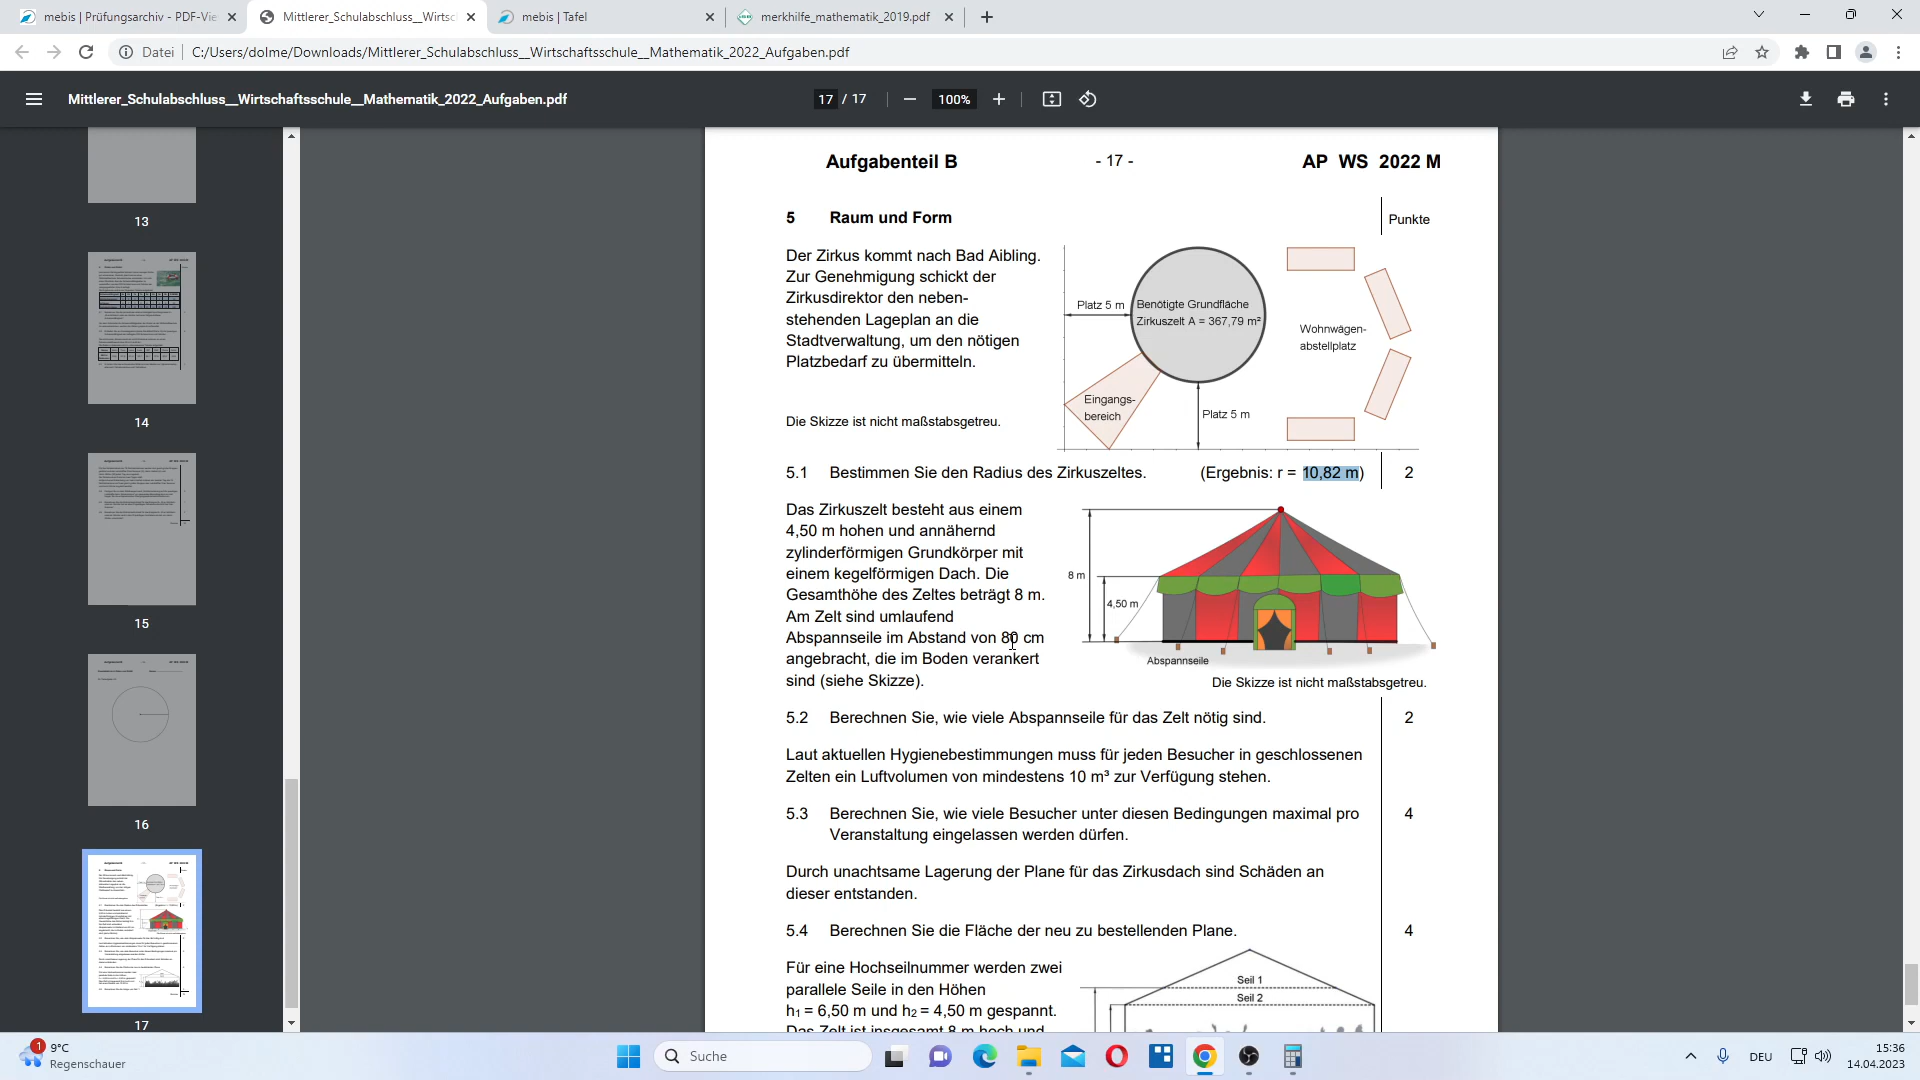 mebis | Prüfungsarchiv - PDF-Vie
Mittlerer_Schulabschluss__Wirtsc
mebis | Tafel
merkhilfe_mathematik_2019.pdf
Datei
C:/Users/dolme/Downloads/Mittlerer_Schulabschluss__Wirtschaftsschule__Mathematik_2022_Aufgaben.pdf
Mittlerer_Schulabschluss__Wirtschaftsschule__Mathematik_2022_Aufgaben.pdf
17 / 17
100%
13
14
15
16
17
Aufgabenteil B
- 17 -
AP WS 2022 M
5 Raum und Form
Punkte
Der Zirkus kommt nach Bad Aibling.
Zur Genehmigung schickt der
Zirkusdirektor den neben-
stehenden Lageplan an die
Stadtverwaltung, um den nötigen
Platzbedarf zu übermitteln.
Die Skizze ist nicht maßstabsgetreu.
Platz 5 m
Benötigte Grundfläche
Zirkuszelt A = 367,79 m²
Wohnwägen-
abstellplatz
Eingangs-
bereich
Platz 5 m
5.1 Bestimmen Sie den Radius des Zirkuszeltes. (Ergebnis: r = 10,82 m) 2
Das Zirkuszelt besteht aus einem
4,50 m hohen und annähernd
zylinderförmigen Grundkörper mit
einem kegelförmigen Dach. Die
Gesamthöhe des Zeltes beträgt 8 m.
Am Zelt sind umlaufend
Abspannseile im Abstand von 80 cm
angebracht, die im Boden verankert
sind (siehe Skizze).
8 m
4,50 m
Abspannseile
Die Skizze ist nicht maßstabsgetreu.
5.2 Berechnen Sie, wie viele Abspannseile für das Zelt nötig sind. 2
Laut aktuellen Hygienebestimmungen muss für jeden Besucher in geschlossenen
Zelten ein Luftvolumen von mindestens 10 m³ zur Verfügung stehen.
5.3 Berechnen Sie, wie viele Besucher unter diesen Bedingungen maximal pro 4
Veranstaltung eingelassen werden dürfen.
Durch unachtsame Lagerung der Plane für das Zirkusdach sind Schäden an
dieser entstanden.
5.4 Berechnen Sie die Fläche der neu zu bestellenden Plane. 4
Für eine Hochseilnummer werden zwei
parallele Seile in den Höhen
h₁ = 6,50 m und h₂ = 4,50 m gespannt.
Das Zelt ist insgesamt 8 m hoch und
Seil 1
Seil 2
1
9°C
Regenschauer
Suche
DEU
15:36
14.04.2023